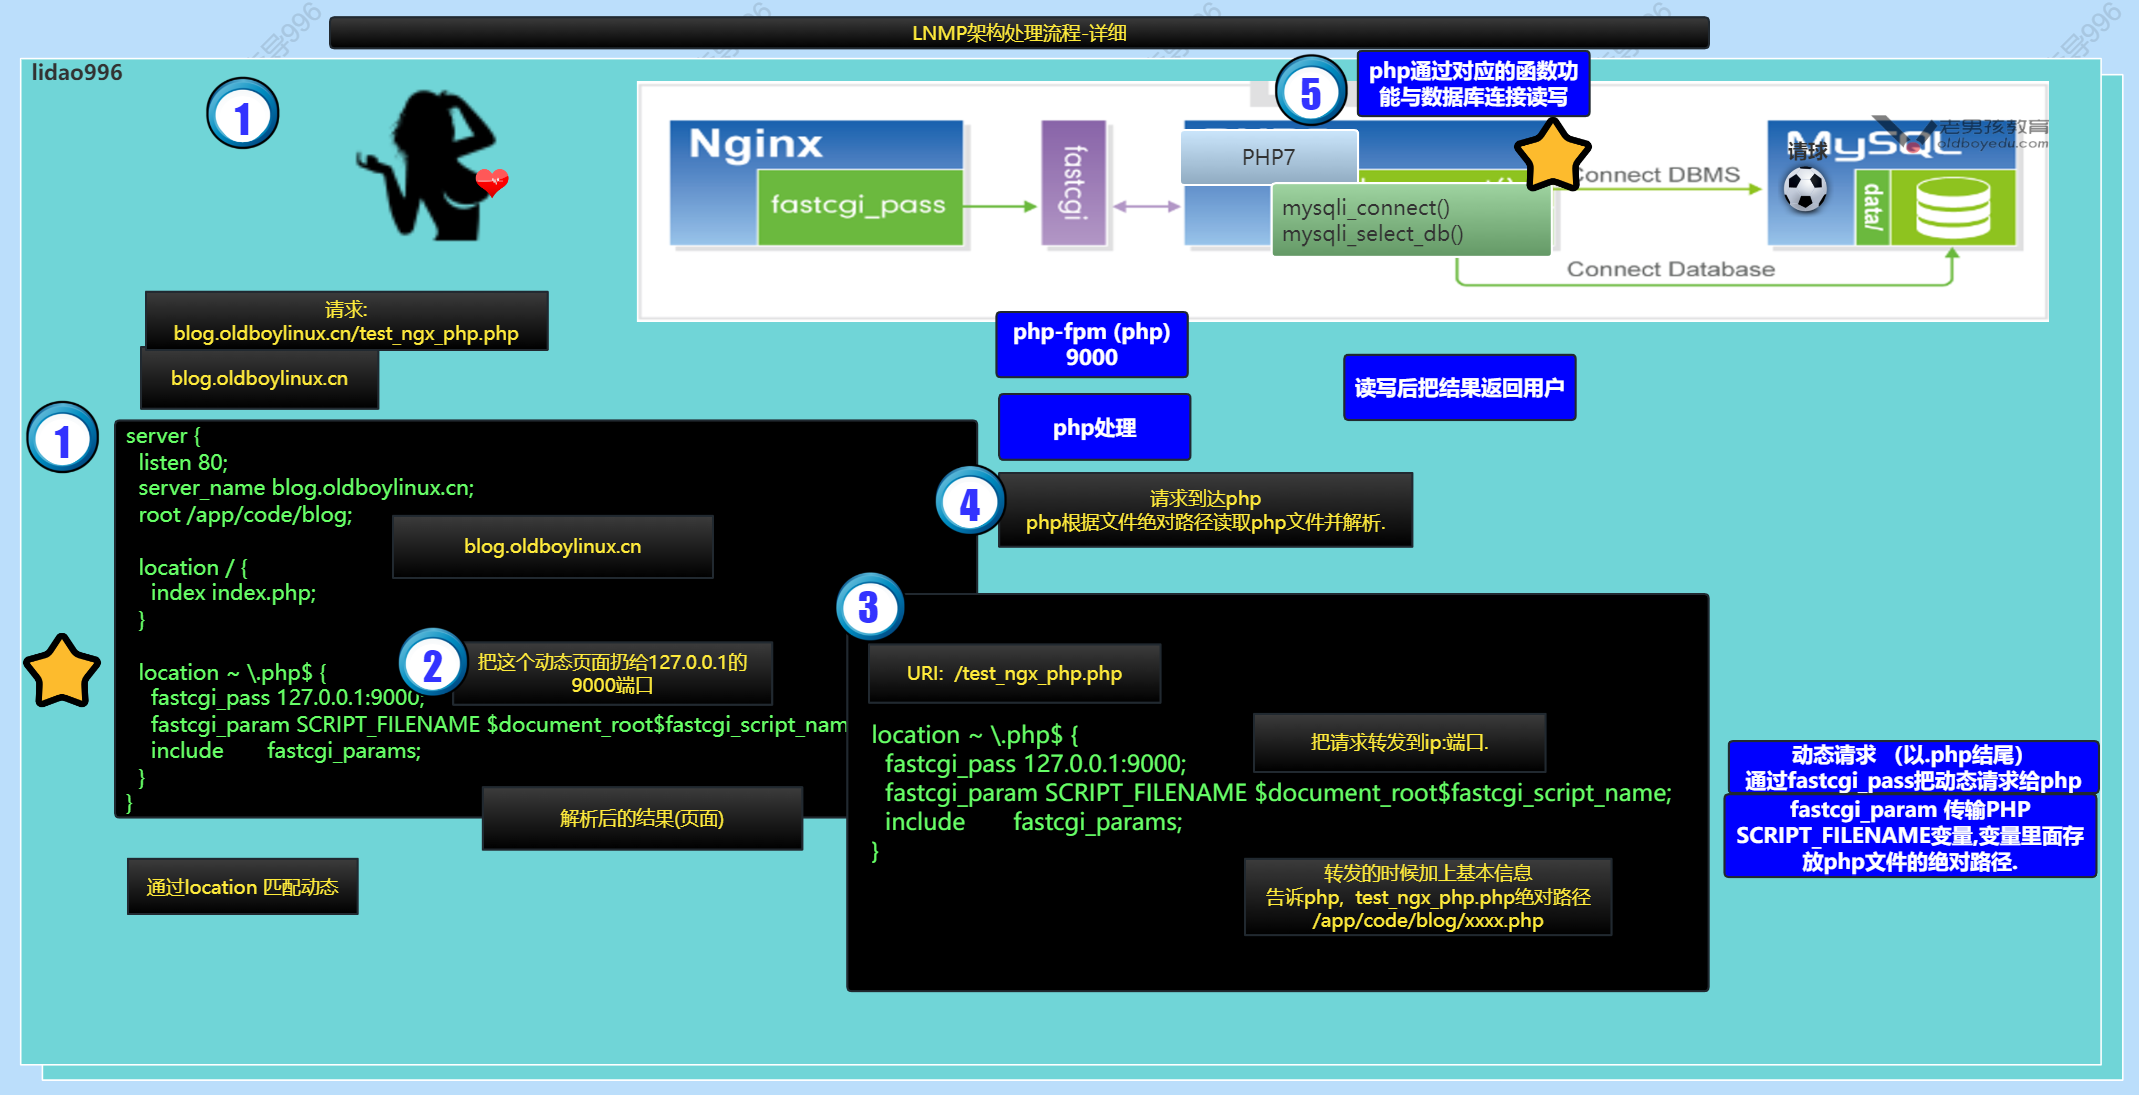 LNMP架构处理流程-详细
lidao996
1
5
php通过对应的函数功
能与数据库连接读写
Nginx
fastcgi_pass
fastcgi
PHP7
mysqli_connect()
mysqli_select_db()
Connect DBMS
Connect Database
老男孩教育
oldboyedu.com
MySQL
请球
data/
请求:
blog.oldboylinux.cn/test_ngx_php.php
blog.oldboylinux.cn
php-fpm (php)
9000
php处理
读写后把结果返回用户
1
server {
listen 80;
server_name blog.oldboylinux.cn;
root /app/code/blog;
blog.oldboylinux.cn
location / {
index index.php;
}
location ~ \.php$ {
fastcgi_pass 127.0.0.1:9000;
fastcgi_param SCRIPT_FILENAME $document_root$fastcgi_script_nam
include fastcgi_params;
}
}
2
把这个动态页面扔给127.0.0.1的
9000端口
解析后的结果(页面)
通过location 匹配动态
4
请求到达php
php根据文件绝对路径读取php文件并解析.
3
URI: /test_ngx_php.php
location ~ \.php$ {
fastcgi_pass 127.0.0.1:9000;
fastcgi_param SCRIPT_FILENAME $document_root$fastcgi_script_name;
include fastcgi_params;
}
把请求转发到ip:端口.
转发的时候加上基本信息
告诉php, test_ngx_php.php绝对路径
/app/code/blog/xxxx.php
动态请求 （以.php结尾）
通过fastcgi_pass把动态请求给php
fastcgi_param 传输PHP
SCRIPT_FILENAME变量,变量里面存
放php文件的绝对路径.